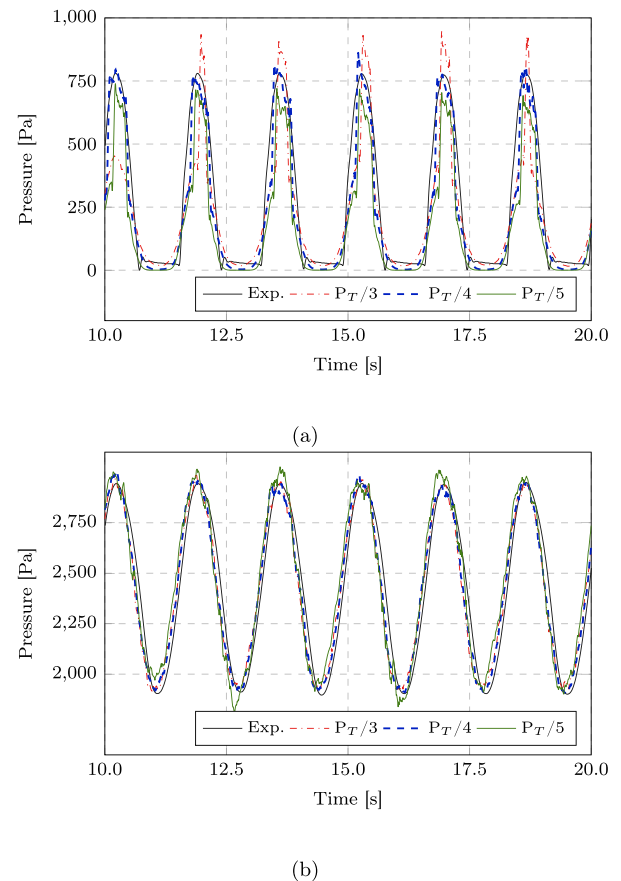 1,000
750
500
250
0
Pressure [Pa]
Exp. P_T/3 P_T/4 P_T/5
10.0 12.5 15.0 17.5 20.0
Time [s]
(a)
2,750
2,500
2,250
2,000
Pressure [Pa]
Exp. P_T/3 P_T/4 P_T/5
10.0 12.5 15.0 17.5 20.0
Time [s]
(b)